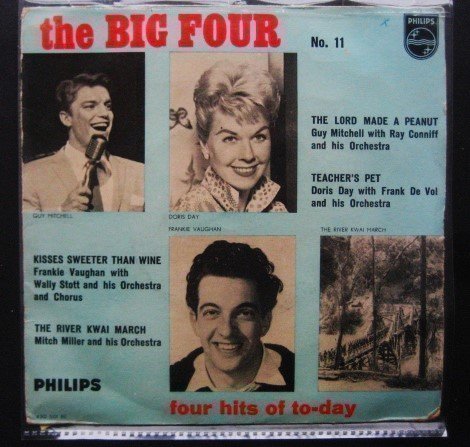 the BIG FOUR
No. 11
PHILIPS
THE LORD MADE A PEANUT
Guy Mitchell with Ray Conniff
and his Orchestra
TEACHER'S PET
Doris Day with Frank De Vol
and his Orchestra
GUY MITCHELL
DORIS DAY
FRANKIE VAUGHAN
THE RIVER KWAI MARCH
KISSES SWEETER THAN WINE
Frankie Vaughan with
Wally Stott and his Orchestra
and Chorus
THE RIVER KWAI MARCH
Mitch Miller and his Orchestra
PHILIPS
four hits of to-day